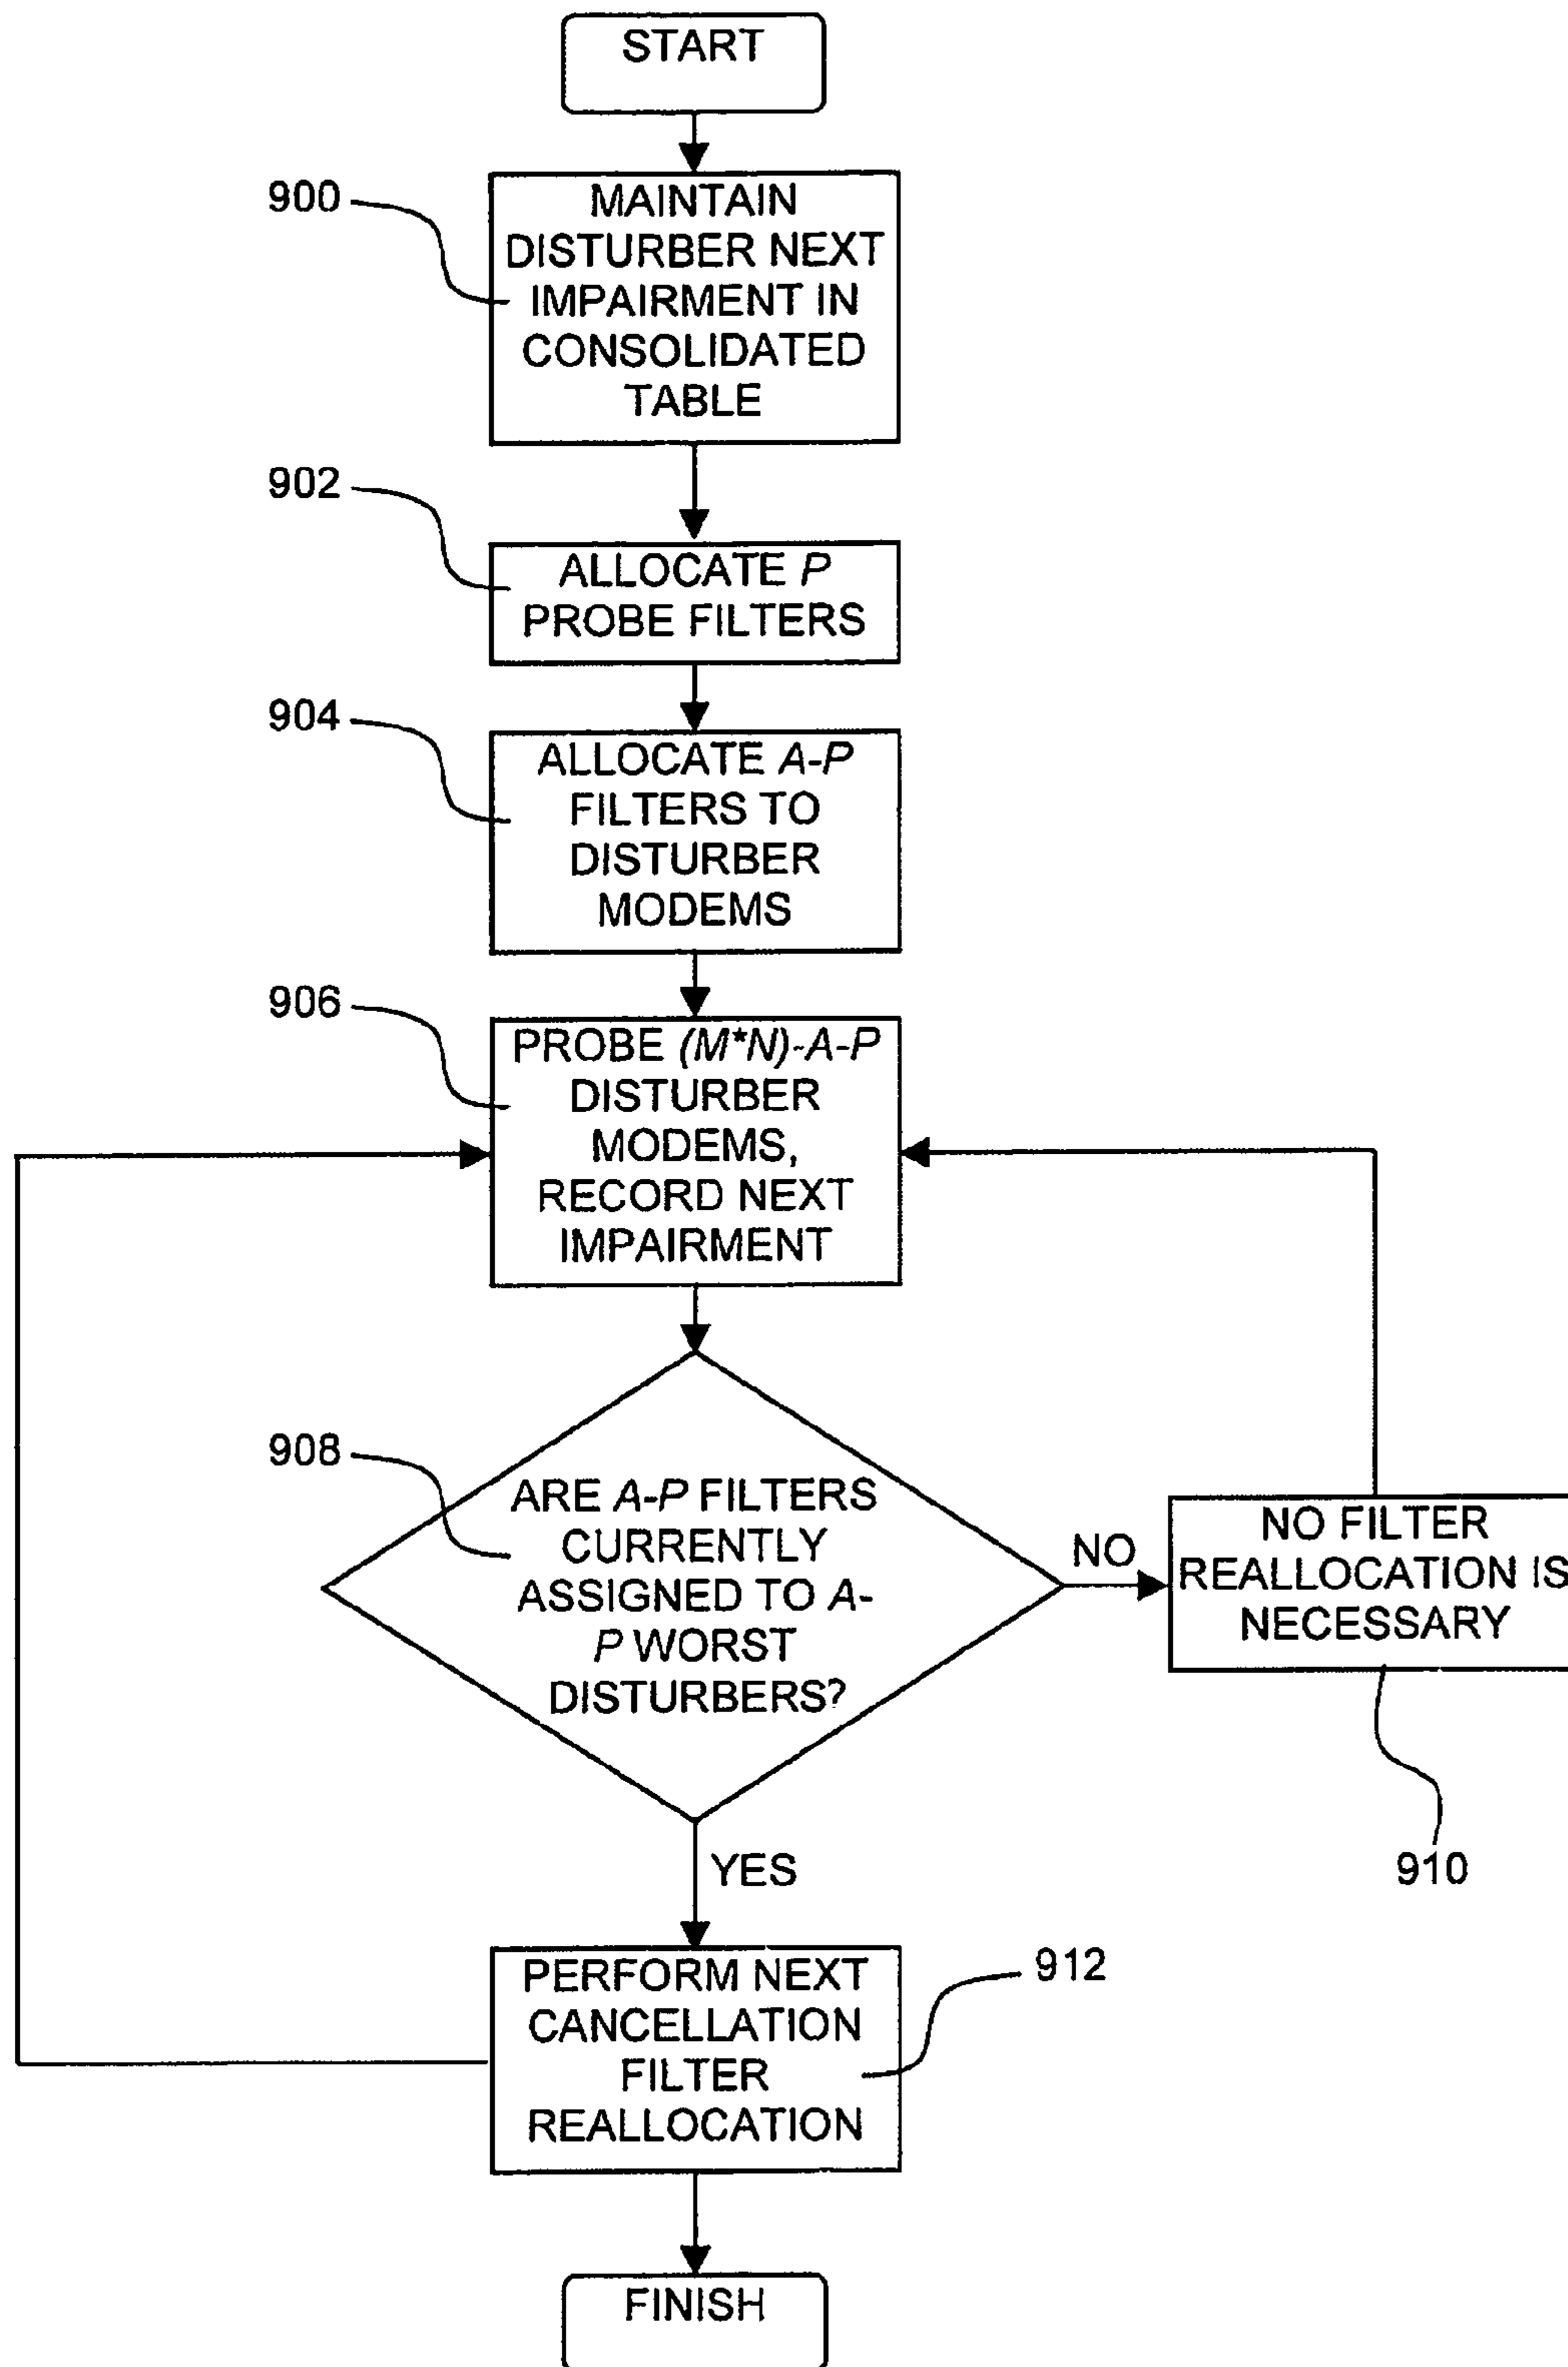 START
900
MAINTAIN
DISTURBER NEXT
IMPAIRMENT IN
CONSOLIDATED
TABLE
902
ALLOCATE P
PROBE FILTERS
904
ALLOCATE A-P
FILTERS TO
DISTURBER
MODEMS
906
PROBE (M*N)-A-P
DISTURBER
MODEMS,
RECORD NEXT
IMPAIRMENT
908
ARE A-P FILTERS
CURRENTLY
ASSIGNED TO A-
P WORST
DISTURBERS?
NO
NO FILTER
REALLOCATION IS
NECESSARY
910
YES
PERFORM NEXT
CANCELLATION
FILTER
REALLOCATION
912
FINISH